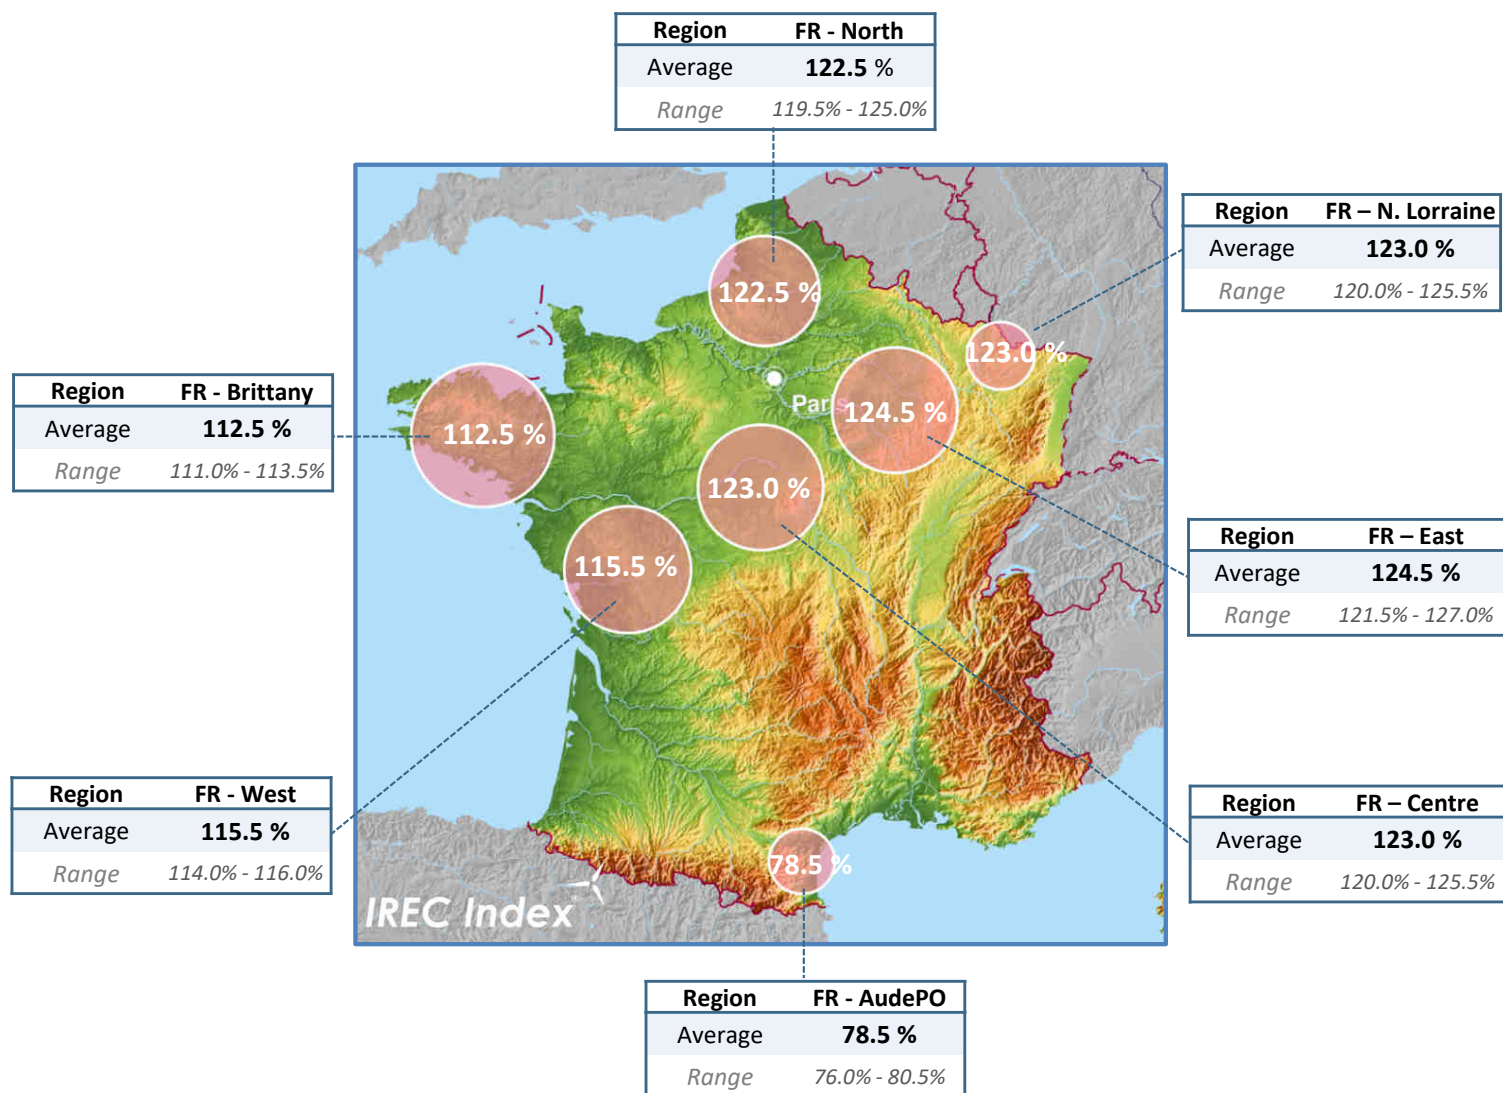 Region FR - North
Average 122.5 %
Range 119.5% - 125.0%
Region FR – N. Lorraine
Average 123.0 %
Range 120.0% - 125.5%
122.5 %
123.0 %
Region FR - Brittany
Average 112.5 %
Range 111.0% - 113.5%
Paris
124.5 %
112.5 %
123.0 %
Region FR – East
Average 124.5 %
Range 121.5% - 127.0%
115.5 %
Region FR - West
Average 115.5 %
Range 114.0% - 116.0%
Region FR – Centre
Average 123.0 %
Range 120.0% - 125.5%
78.5 %
IREC Index
Region FR - AudePO
Average 78.5 %
Range 76.0% - 80.5%